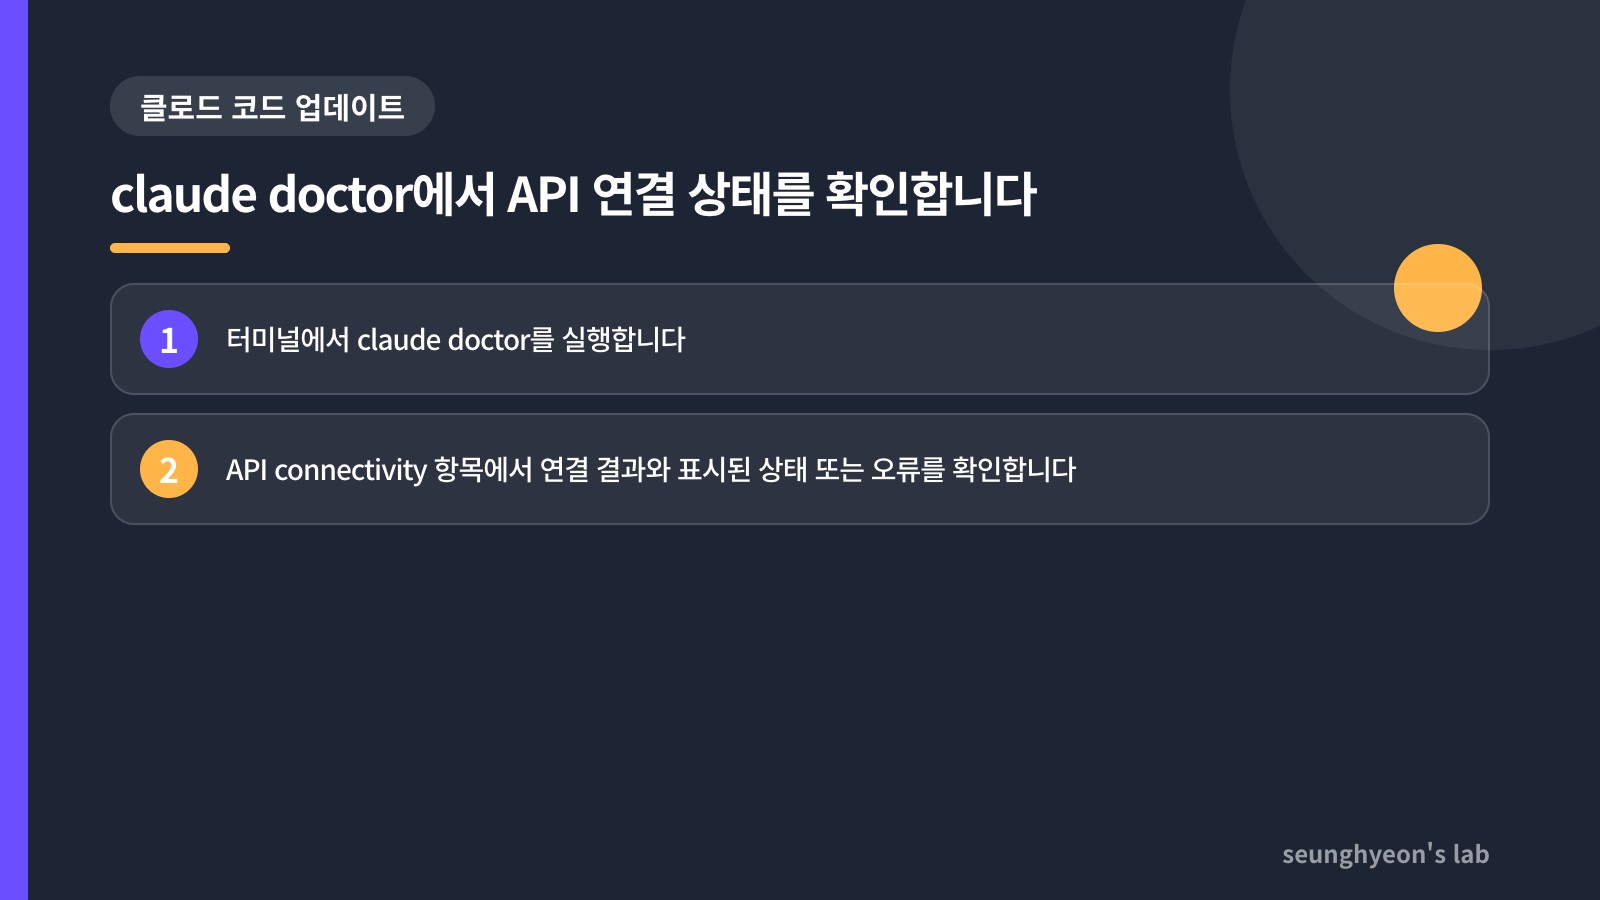 클로드 코드 업데이트
claude doctor에서 API 연결 상태를 확인합니다
1 터미널에서 claude doctor를 실행합니다
2 API connectivity 항목에서 연결 결과와 표시된 상태 또는 오류를 확인합니다
seunghyeon's lab